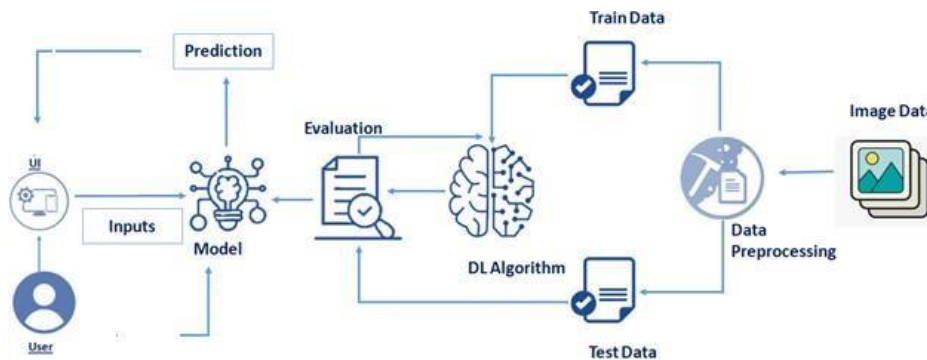 Train Data
Prediction
Image Data
Evaluation
UI
Inputs
Model
DL Algorithm
Data
Preprocessing
User
Test Data